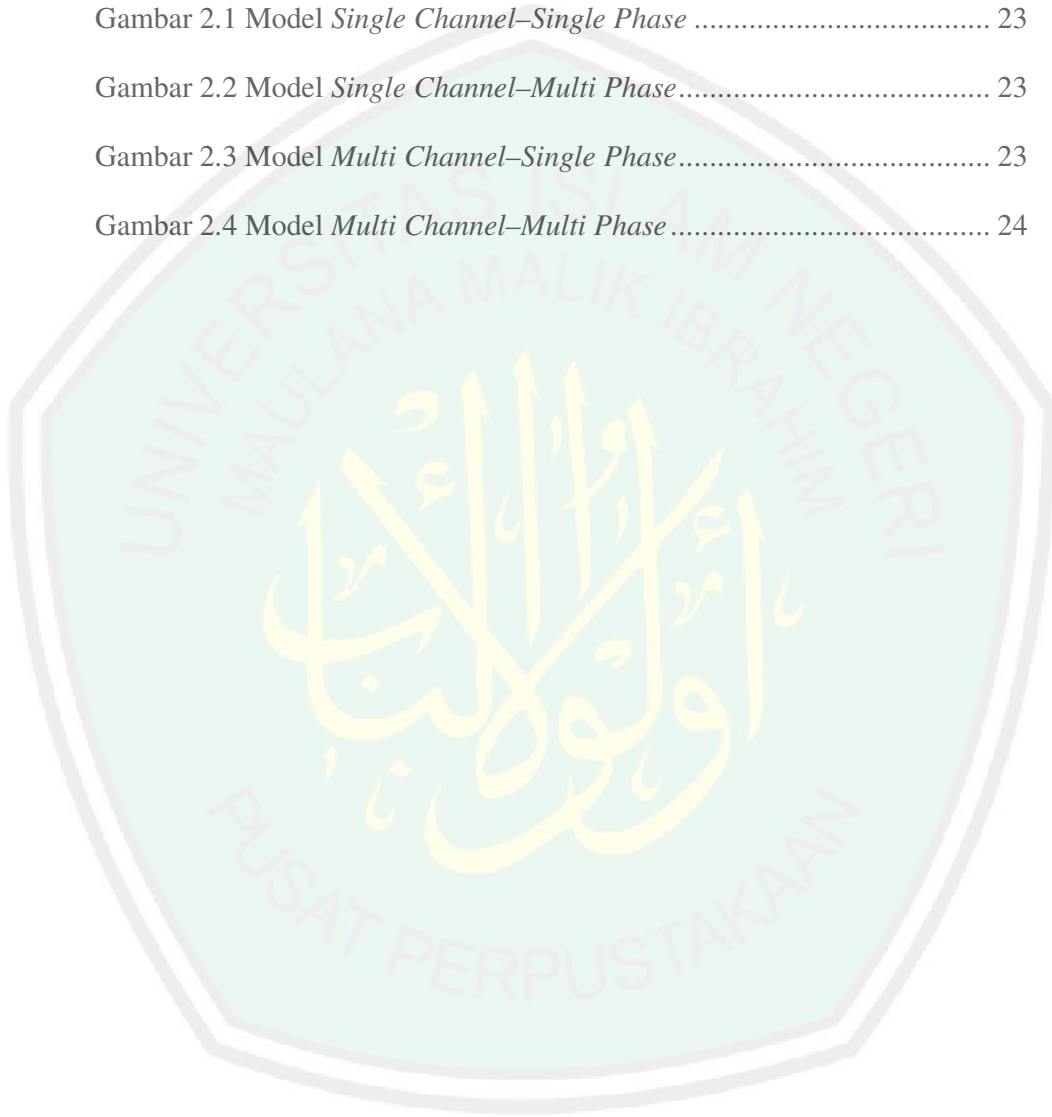 Gambar 2.1 Model Single Channel–Single Phase ................................ 23
Gambar 2.2 Model Single Channel–Multi Phase.................................. 23
Gambar 2.3 Model Multi Channel–Single Phase.................................. 23
Gambar 2.4 Model Multi Channel–Multi Phase ................................... 24
UNIVERSITAS ISLAM NEGERI
MAULANA MALIK IBRAHIM
أولوا الألباب
PUSAT PERPUSTAKAAN